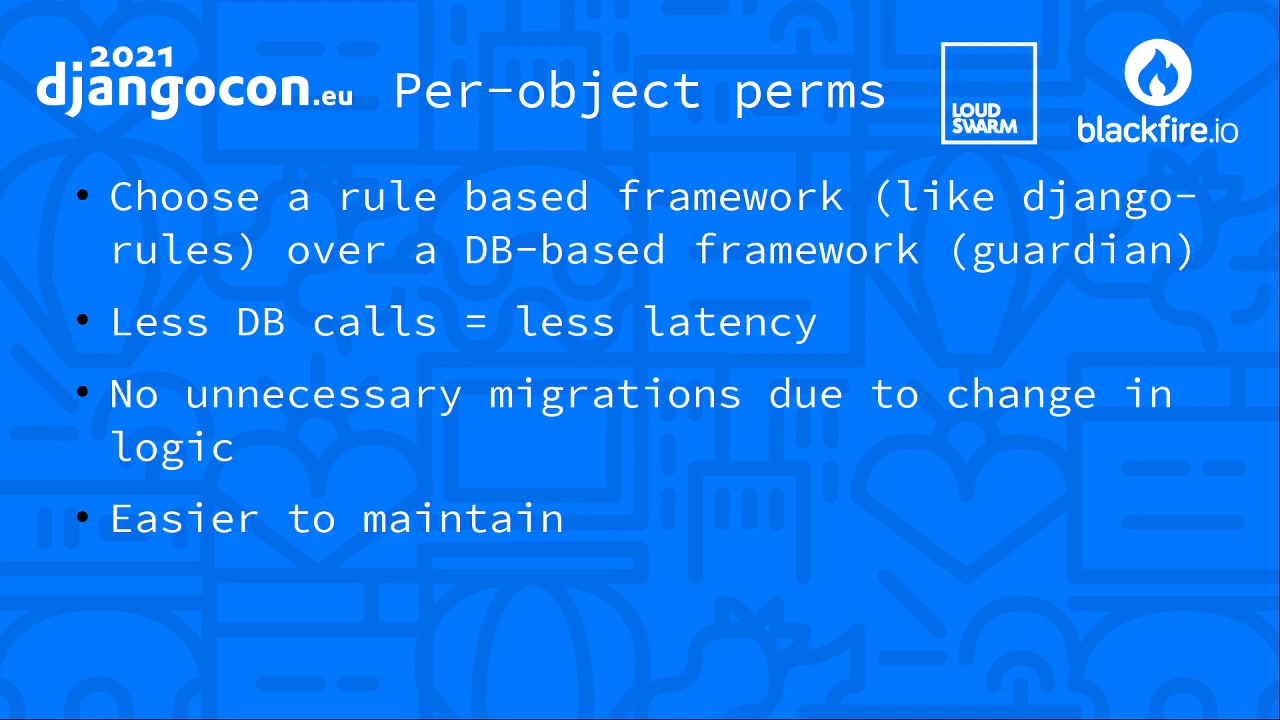 2021
djangocon.eu
Per-object perms
LOUD
SWARM
blackfire.io
• Choose a rule based framework (like django-
rules) over a DB-based framework (guardian)
• Less DB calls = less latency
• No unnecessary migrations due to change in
logic
• Easier to maintain